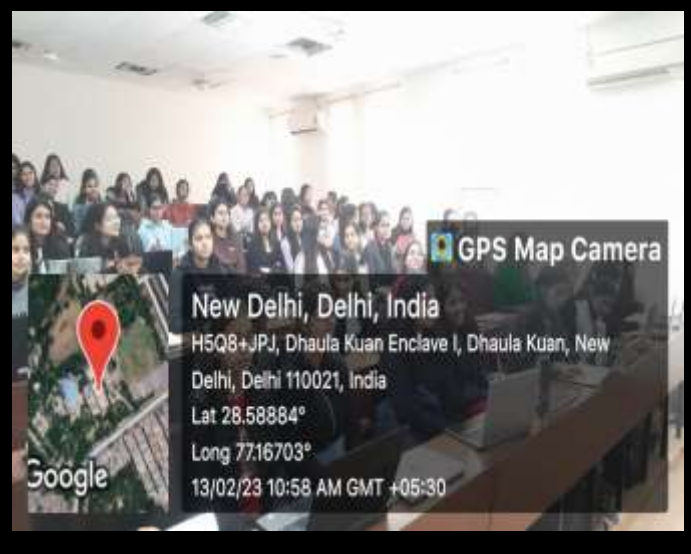 GPS Map Camera
New Delhi, Delhi, India
H5Q8+JPJ, Dhaula Kuan Enclave I, Dhaula Kuan, New
Delhi, Delhi 110021, India
Lat 28.58884°
Long 77.16703°
13/02/23 10:58 AM GMT +05:30
Google